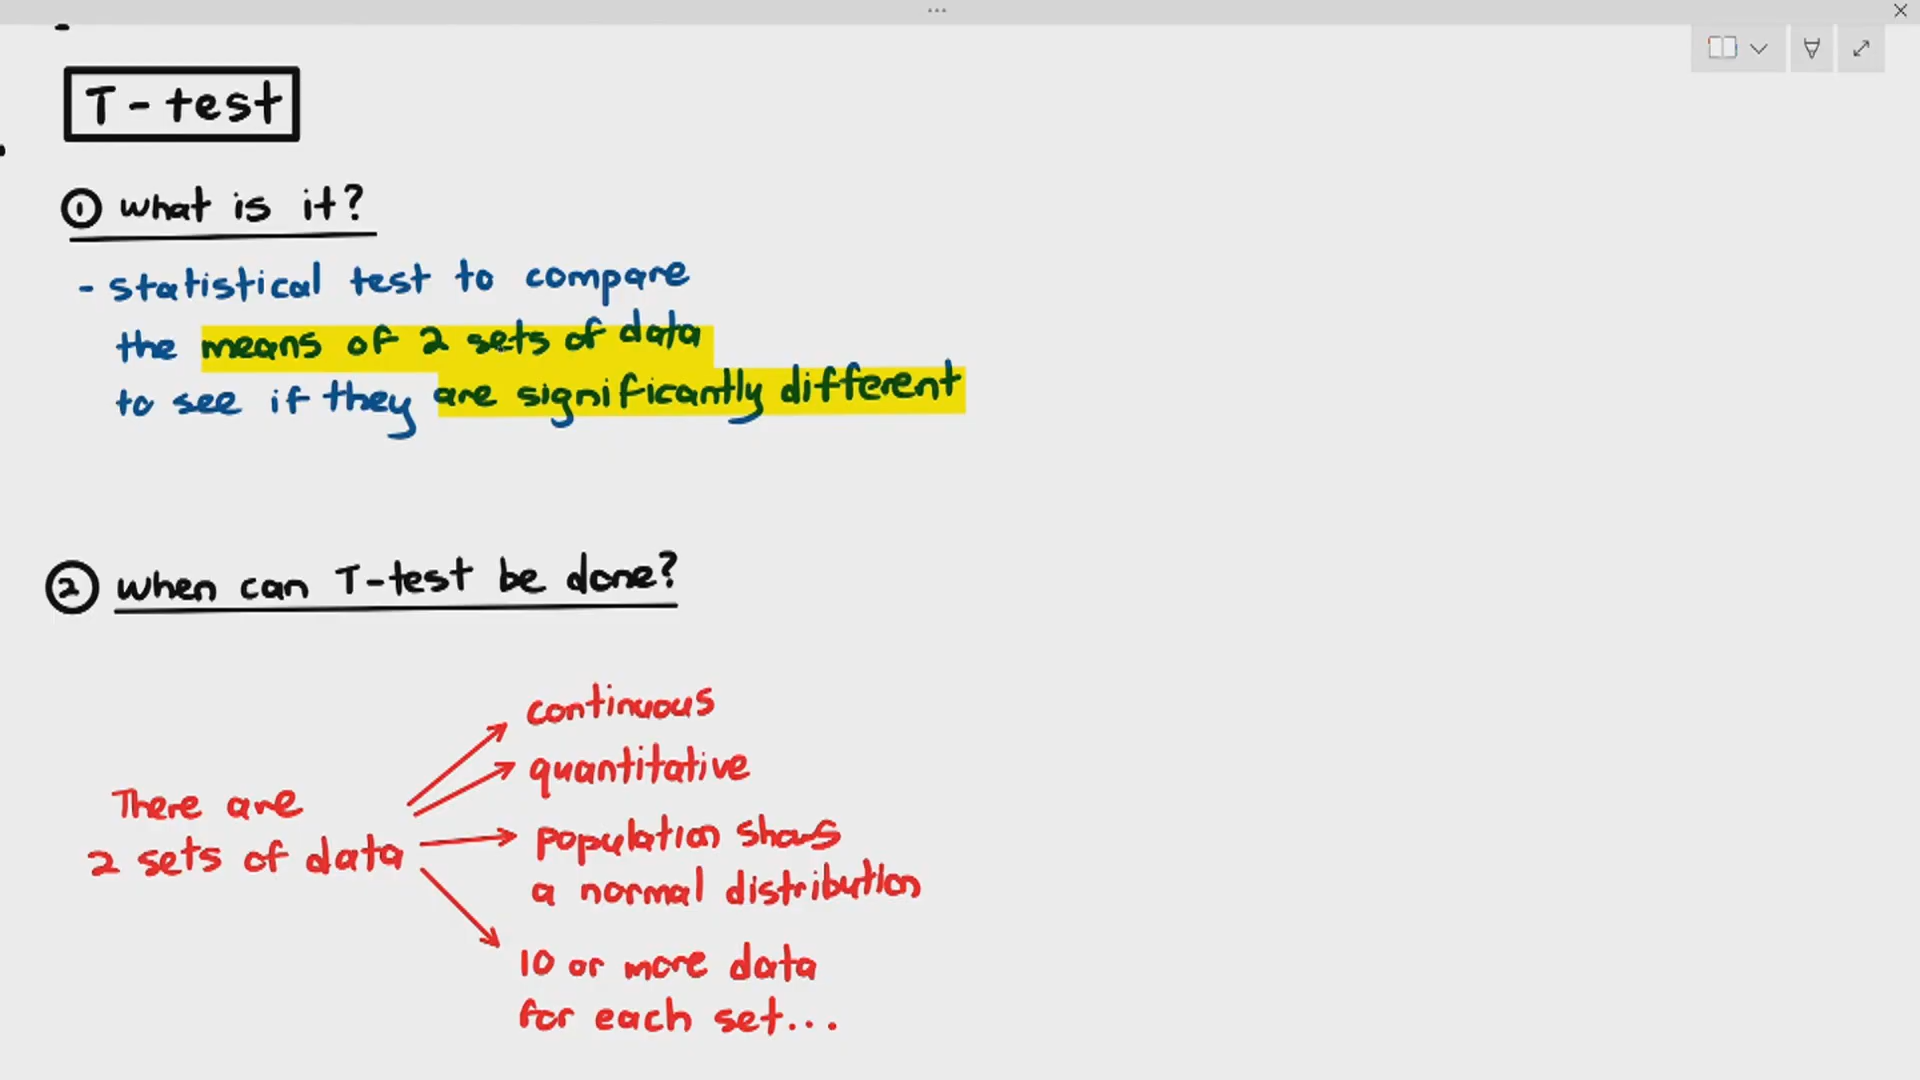 T-test
① what is it?
- statistical test to compare
the means of 2 sets of data
to see if they are significantly different
② when can T-test be done?
continuous
quantitative
There are
2 sets of data
population shows
a normal distribution
10 or more data
for each set...